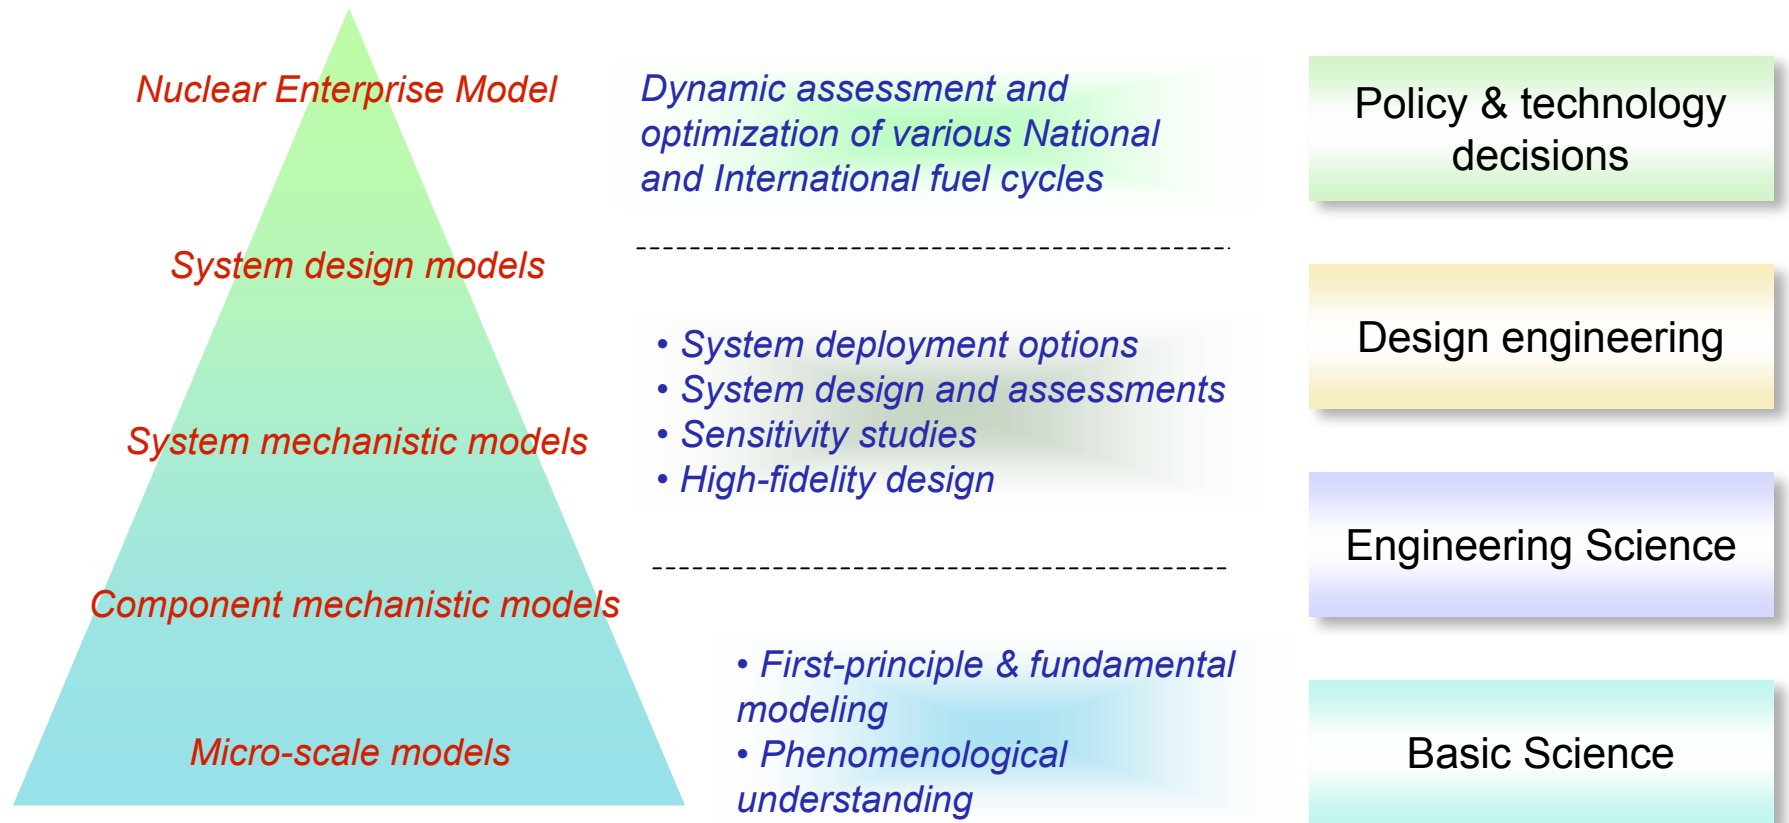 Nuclear Enterprise Model
System design models
System mechanistic models
Component mechanistic models
Micro-scale models
Dynamic assessment and
optimization of various National
and International fuel cycles
• System deployment options
• System design and assessments
• Sensitivity studies
• High-fidelity design
• First-principle & fundamental
modeling
• Phenomenological
understanding
Policy & technology
decisions
Design engineering
Engineering Science
Basic Science